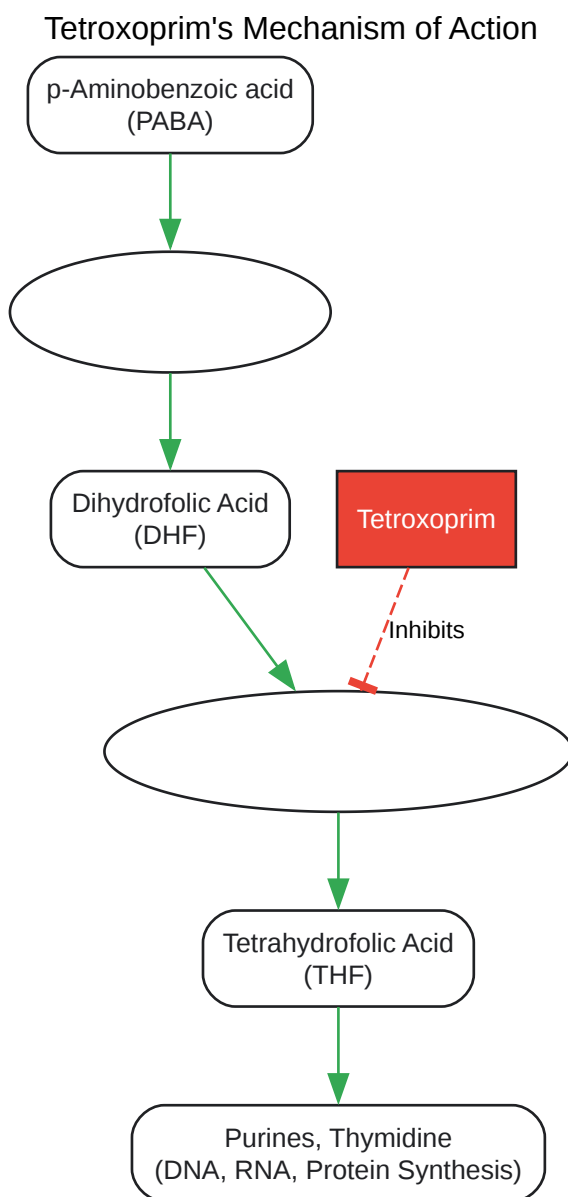 Tetroxoprim's Mechanism of Action
p-Aminobenzoic acid
(PABA)
Dihydrofolic Acid
(DHF)
Tetroxoprim
Inhibits
Tetrahydrofolic Acid
(THF)
Purines, Thymidine
(DNA, RNA, Protein Synthesis)